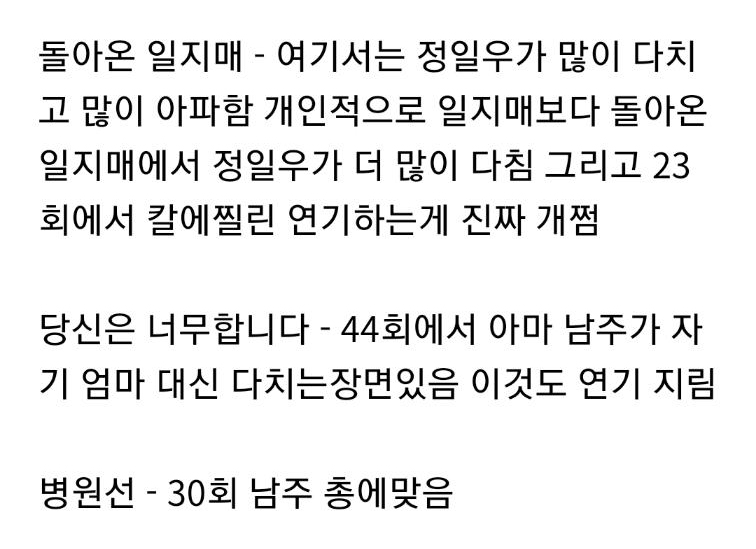 돌아온 일지매 - 여기서는 정일우가 많이 다치
고 많이 아파함 개인적으로 일지매보다 돌아온
일지매에서 정일우가 더 많이 다침 그리고 23
회에서 칼에찔린 연기하는게 진짜 개쩜
당신은 너무합니다 - 44회에서 아마 남주가 자
기 엄마 대신 다치는장면있음 이것도 연기 지림
병원선 - 30회 남주 총에맞음